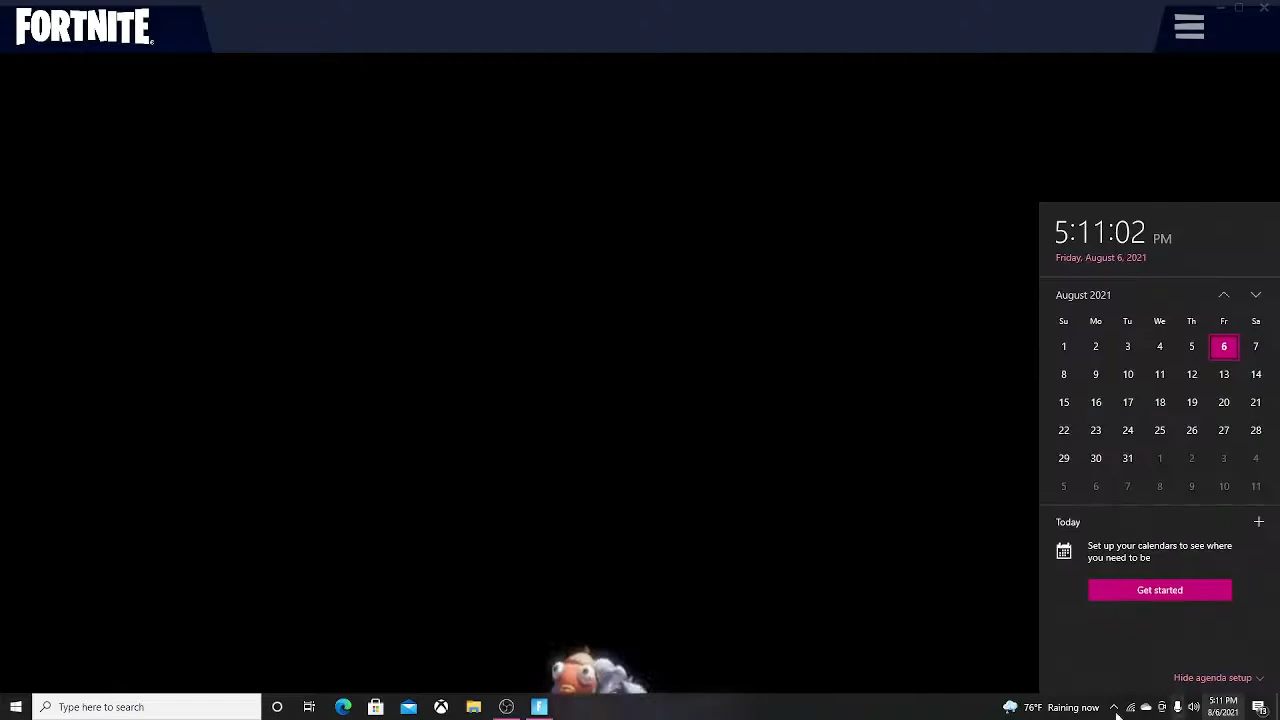 FORTNITE
5:11:02 PM
Friday, August 6, 2021
August 2021
Su Mo Tu We Th Fr Sa
1 2 3 4 5 6 7
8 9 10 11 12 13 14
15 16 17 18 19 20 21
22 23 24 25 26 27 28
29 30 31 1 2 3 4
5 6 7 8 9 10 11
Today
Set up your calendars to see where
you need to be
Get started
Hide agenda setup
Type here to search
76°F Raining now
5:11 PM
8/6/2021